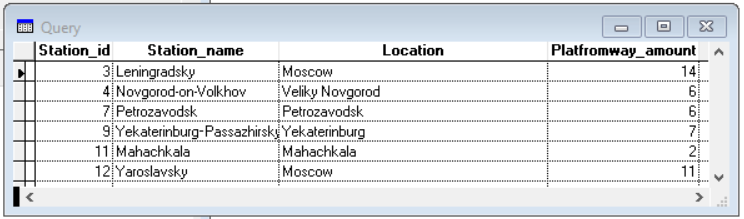 Query
Station_id Station_name Location Platfromway_amount
3 Leningradsky Moscow 14
4 Novgorod-on-Volkhov Veliky Novgorod 6
7 Petrozavodsk Petrozavodsk 6
9 Yekaterinburg-Passazhirsky Yekaterinburg 7
11 Mahachkala Mahachkala 2
12 Yaroslavsky Moscow 11